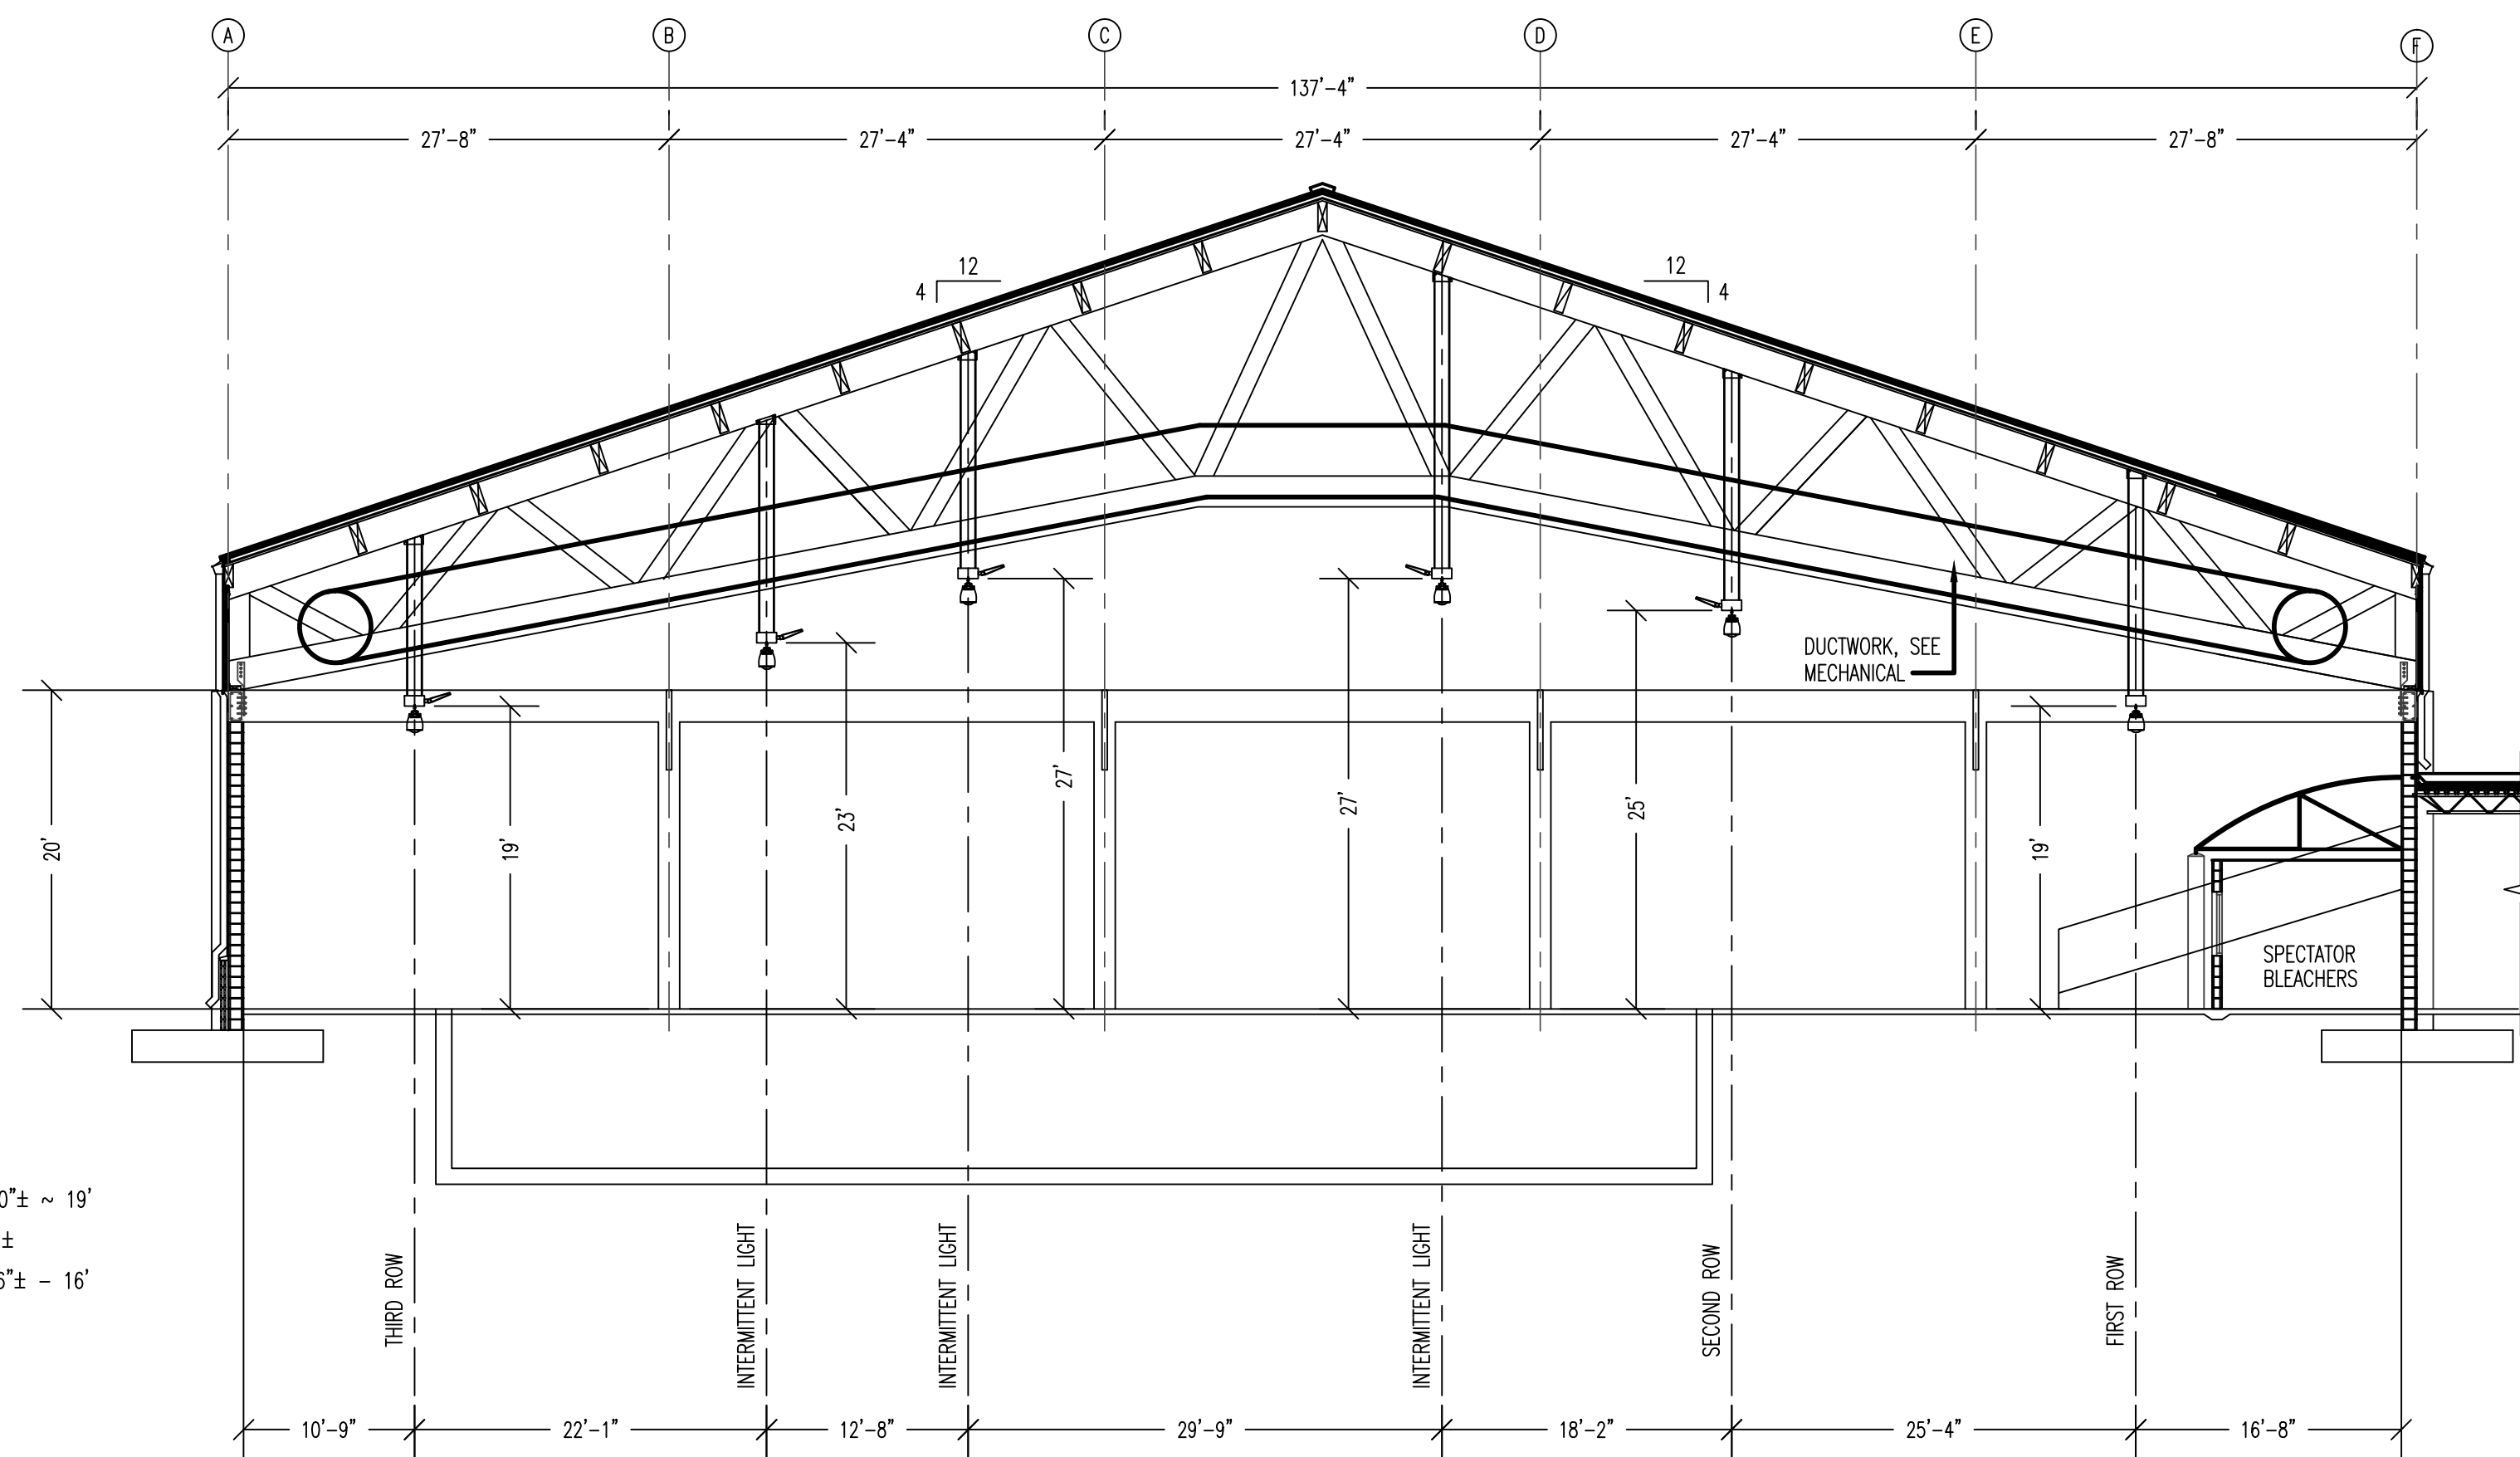 A
B
C
D
E
F
137'-4"
27'-8"
27'-4"
27'-4"
27'-4"
27'-8"
12
4
12
4
DUCTWORK, SEE
MECHANICAL
20'
19'
23'
27'
27'
25'
19'
SPECTATOR
BLEACHERS
0"± ~ 19'
±
6"± – 16'
THIRD ROW
INTERMITTENT LIGHT
INTERMITTENT LIGHT
INTERMITTENT LIGHT
SECOND ROW
FIRST ROW
10'-9"
22'-1"
12'-8"
29'-9"
18'-2"
25'-4"
16'-8"